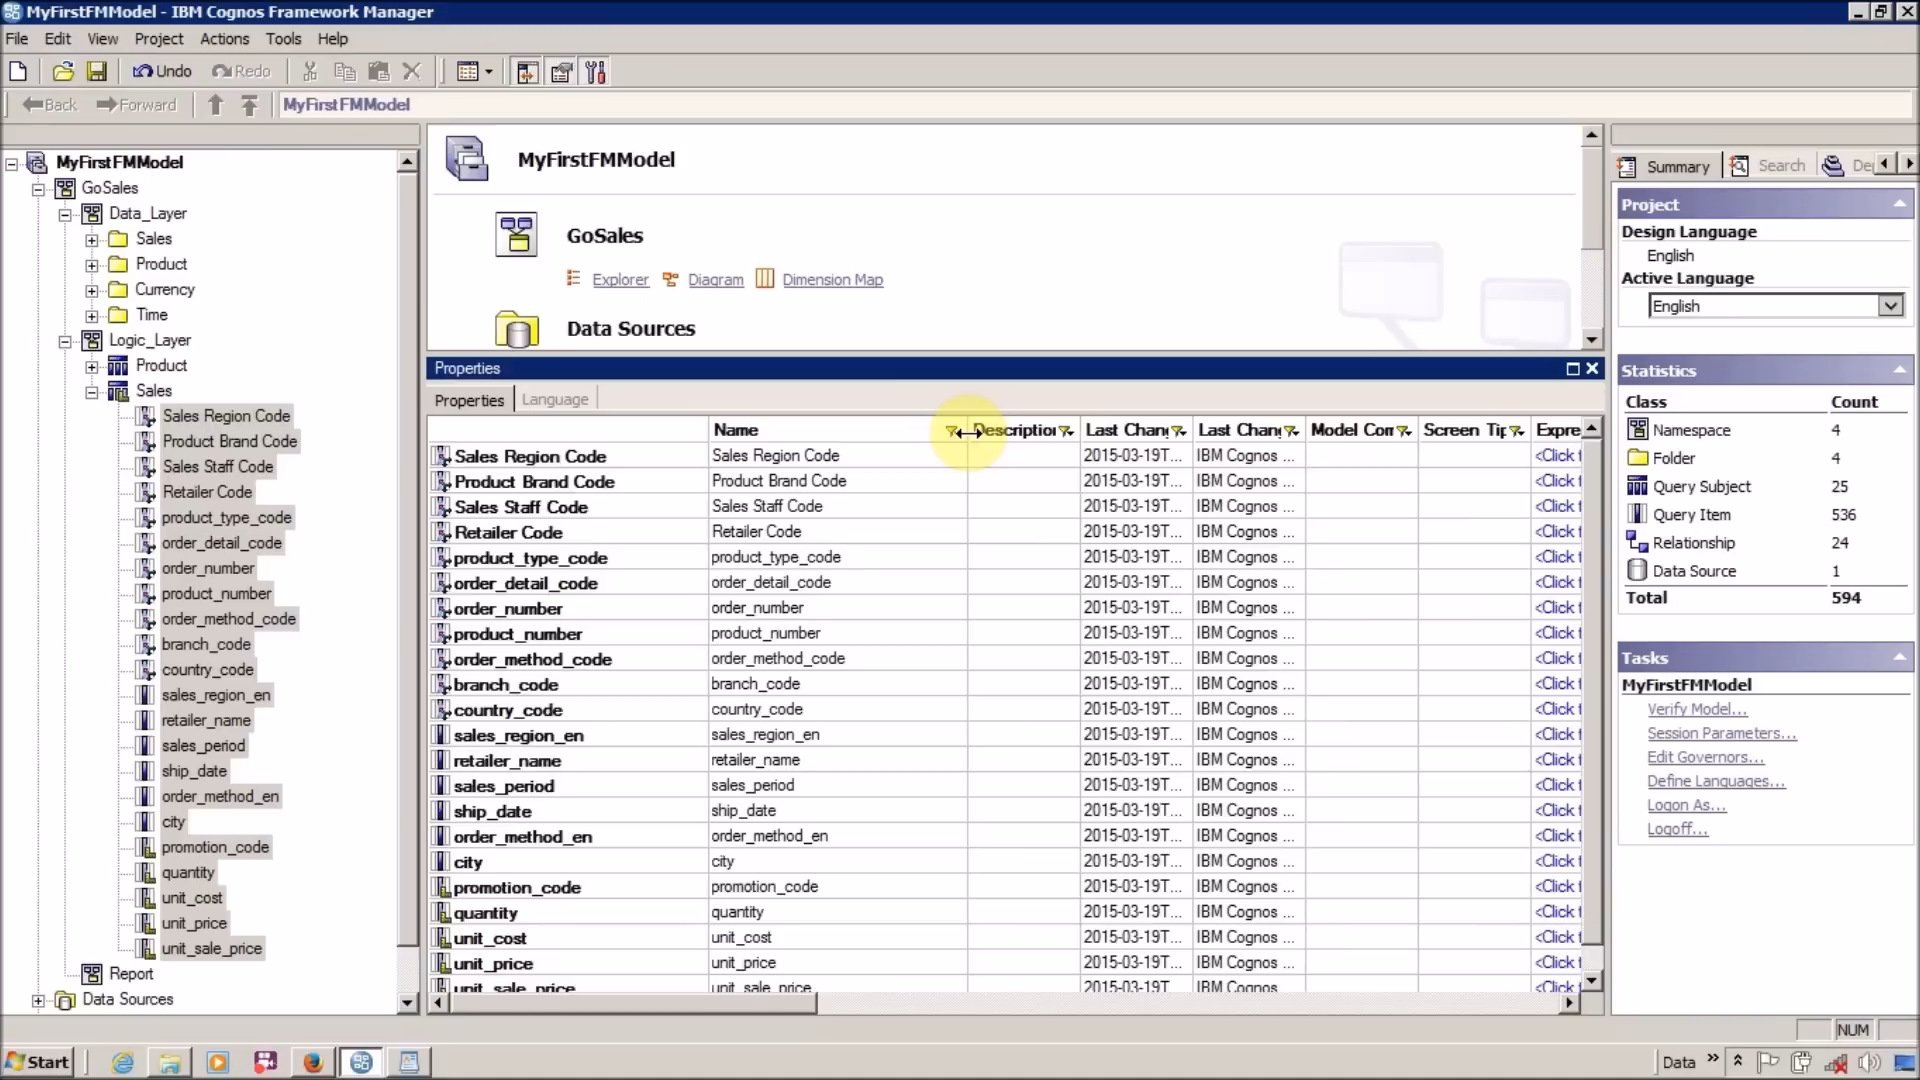 MyFirstFMModel - IBM Cognos Framework Manager
File Edit View Project Actions Tools Help
Undo Redo
Back Forward MyFirstFMModel
MyFirstFMModel
GoSales
Data_Layer
Sales
Product
Currency
Time
Logic_Layer
Product
Sales
Sales Region Code
Product Brand Code
Sales Staff Code
Retailer Code
product_type_code
order_detail_code
order_number
product_number
order_method_code
branch_code
country_code
sales_region_en
retailer_name
sales_period
ship_date
order_method_en
city
promotion_code
quantity
unit_cost
unit_price
unit_sale_price
Report
Data Sources
MyFirstFMModel
GoSales
Explorer Diagram Dimension Map
Data Sources
Properties
Properties Language
Name Description Last Chang Last Chang Model Com Screen Tip Expre
Sales Region Code Sales Region Code 2015-03-19T... IBM Cognos ... <Click t
Product Brand Code Product Brand Code 2015-03-19T... IBM Cognos ... <Click t
Sales Staff Code Sales Staff Code 2015-03-19T... IBM Cognos ... <Click t
Retailer Code Retailer Code 2015-03-19T... IBM Cognos ... <Click t
product_type_code product_type_code 2015-03-19T... IBM Cognos ... <Click t
order_detail_code order_detail_code 2015-03-19T... IBM Cognos ... <Click t
order_number order_number 2015-03-19T... IBM Cognos ... <Click t
product_number product_number 2015-03-19T... IBM Cognos ... <Click t
order_method_code order_method_code 2015-03-19T... IBM Cognos ... <Click t
branch_code branch_code 2015-03-19T... IBM Cognos ... <Click t
country_code country_code 2015-03-19T... IBM Cognos ... <Click t
sales_region_en sales_region_en 2015-03-19T... IBM Cognos ... <Click t
retailer_name retailer_name 2015-03-19T... IBM Cognos ... <Click t
sales_period sales_period 2015-03-19T... IBM Cognos ... <Click t
ship_date ship_date 2015-03-19T... IBM Cognos ... <Click t
order_method_en order_method_en 2015-03-19T... IBM Cognos ... <Click t
city city 2015-03-19T... IBM Cognos ... <Click t
promotion_code promotion_code 2015-03-19T... IBM Cognos ... <Click t
quantity quantity 2015-03-19T... IBM Cognos ... <Click t
unit_cost unit_cost 2015-03-19T... IBM Cognos ... <Click t
unit_price unit_price 2015-03-19T... IBM Cognos ... <Click t
unit_sale_price unit_sale_price 2015-03-19T... IBM Cognos ... <Click t
Summary Search De
Project
Design Language
English
Active Language
English
Statistics
Class Count
Namespace 4
Folder 4
Query Subject 25
Query Item 536
Relationship 24
Data Source 1
Total 594
Tasks
MyFirstFMModel
Verify Model...
Session Parameters...
Edit Governors...
Define Languages...
Logon As...
Logoff...
NUM
Start Data